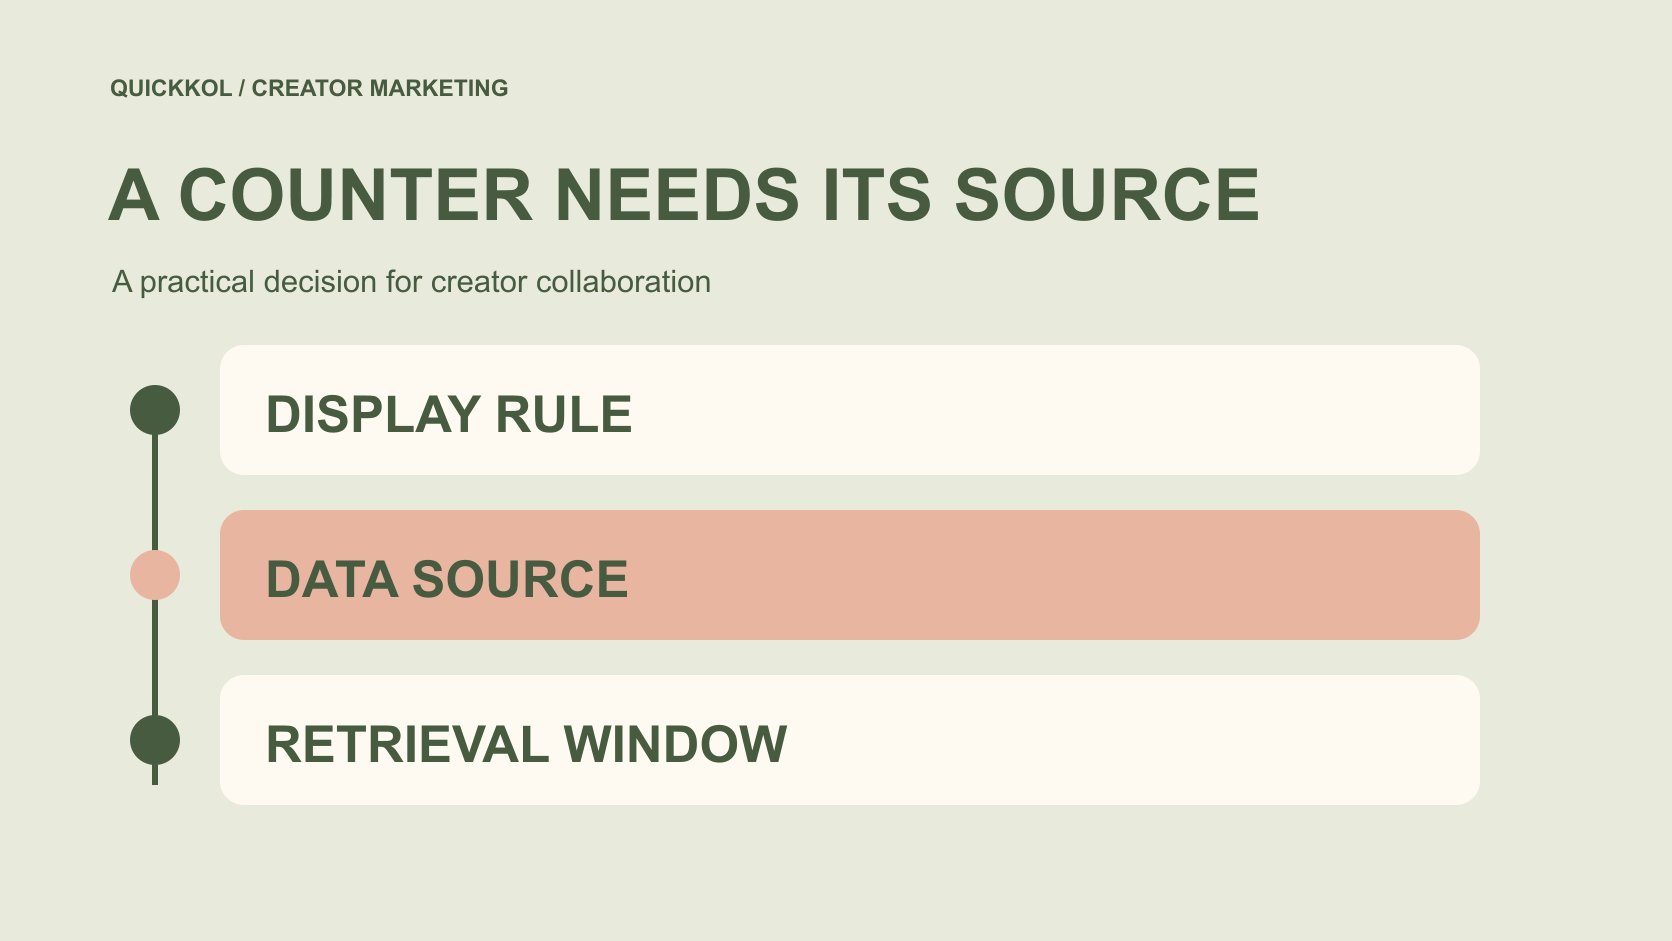 QUICKKOL / CREATOR MARKETING
A COUNTER NEEDS ITS SOURCE
A practical decision for creator collaboration
DISPLAY RULE
DATA SOURCE
RETRIEVAL WINDOW